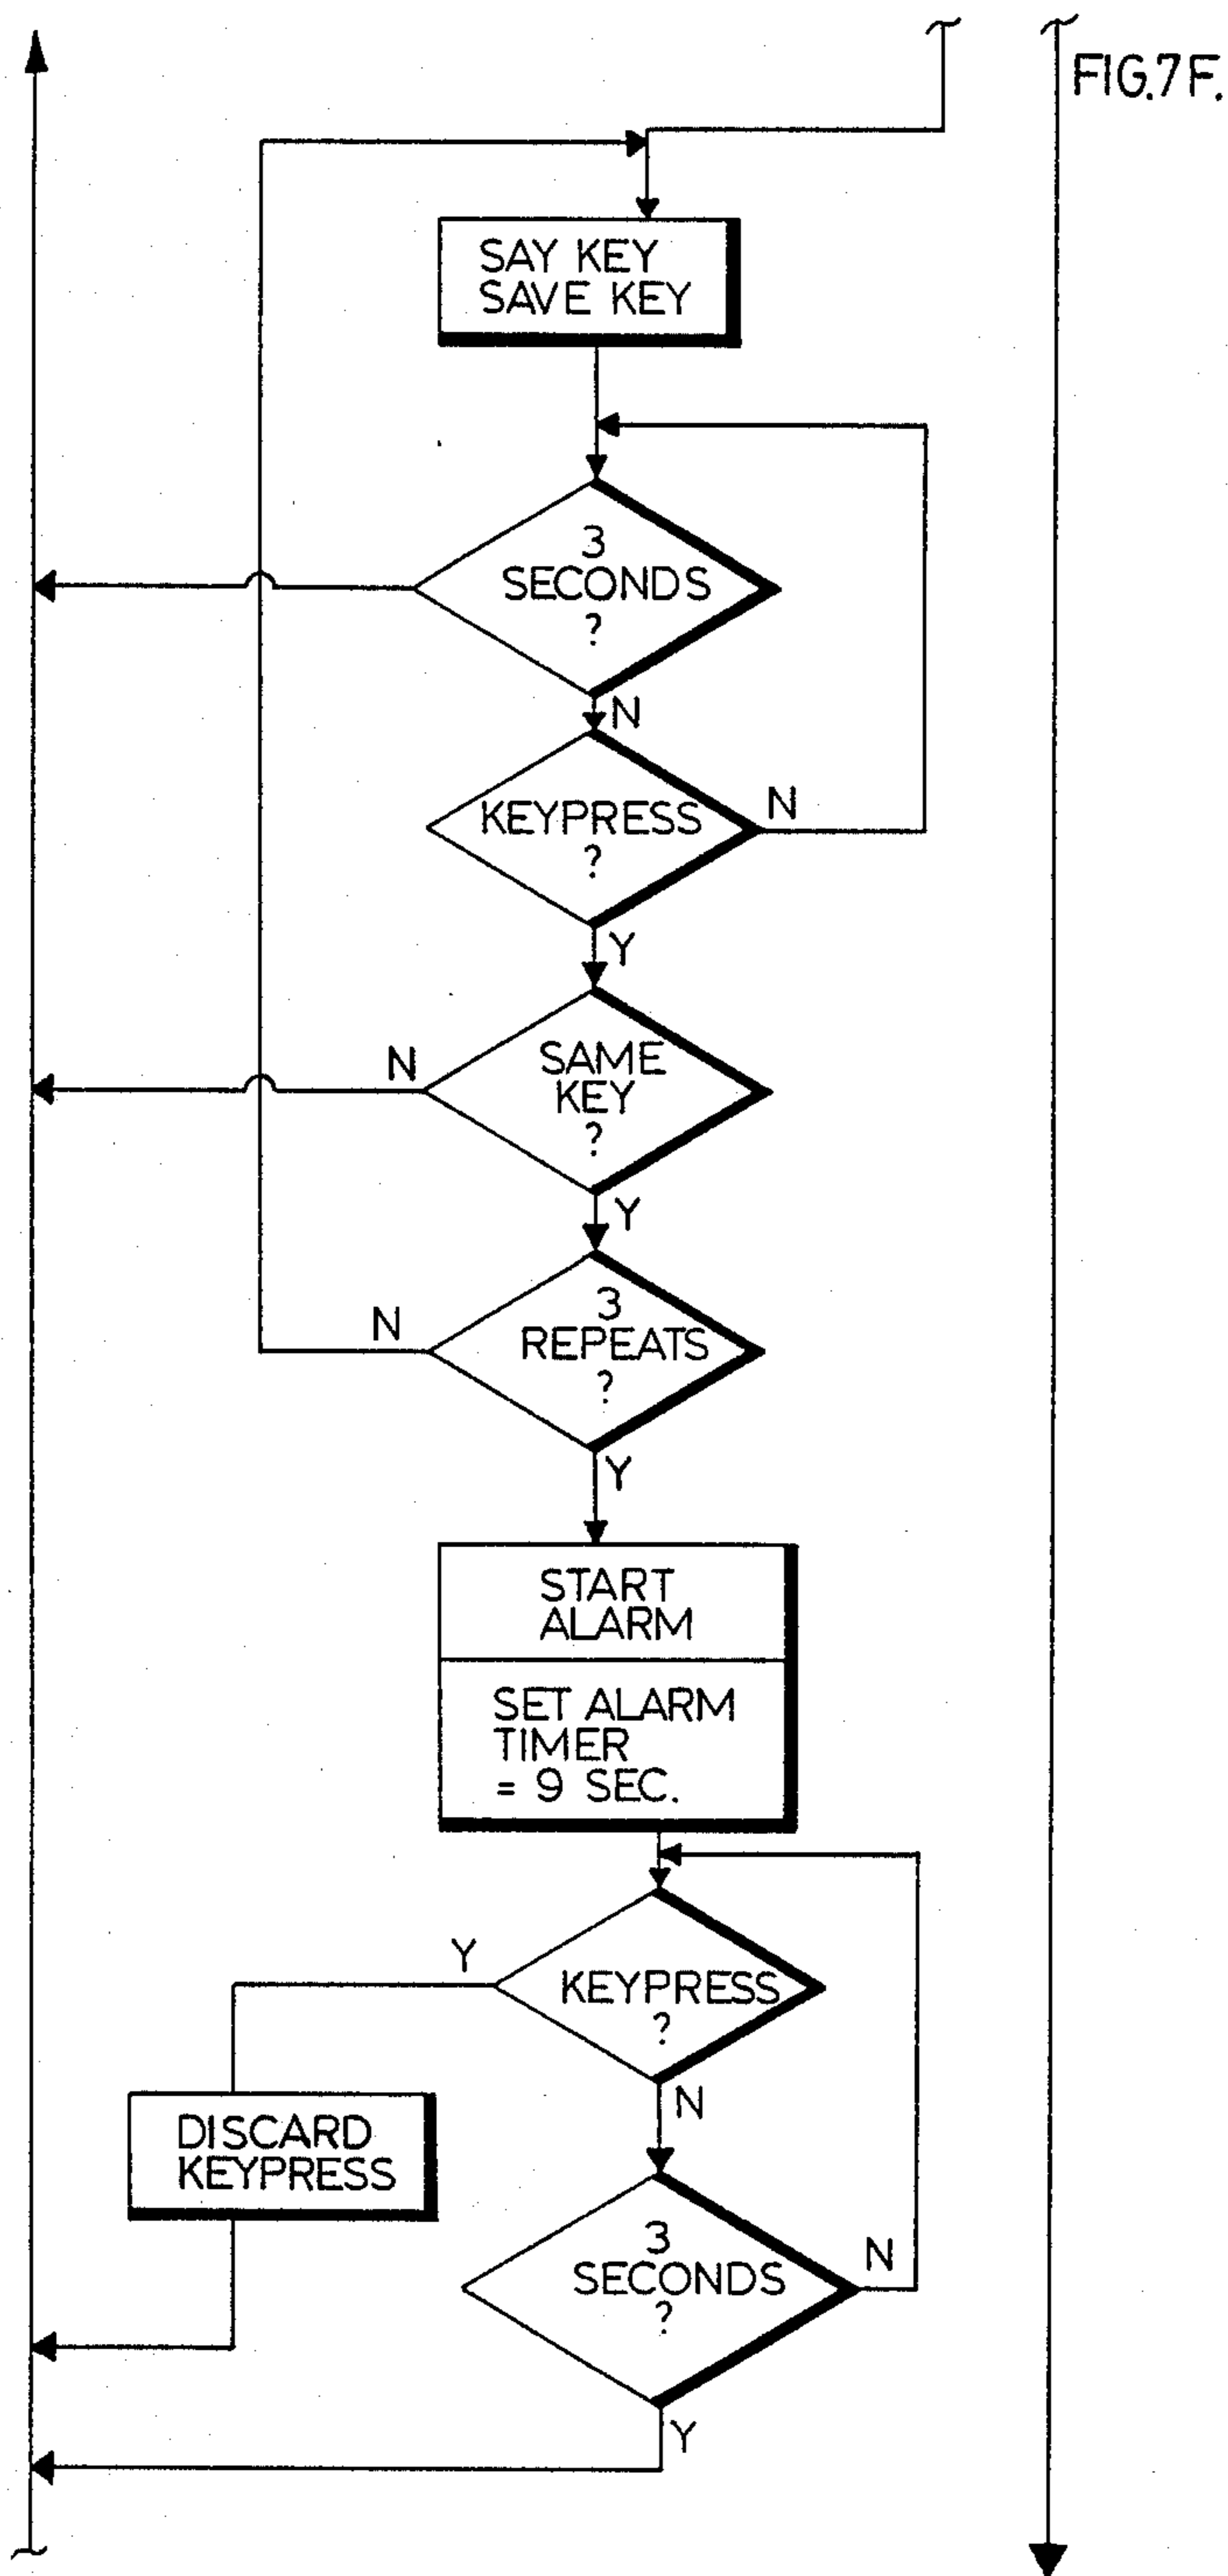 FIG.7F.
SAY KEY
SAVE KEY
3
SECONDS
?
N
KEYPRESS
?
N
Y
SAME
KEY
?
N
Y
3
REPEATS
?
N
Y
START
ALARM
SET ALARM
TIMER
= 9 SEC.
KEYPRESS
?
Y
N
DISCARD
KEYPRESS
3
SECONDS
?
N
Y